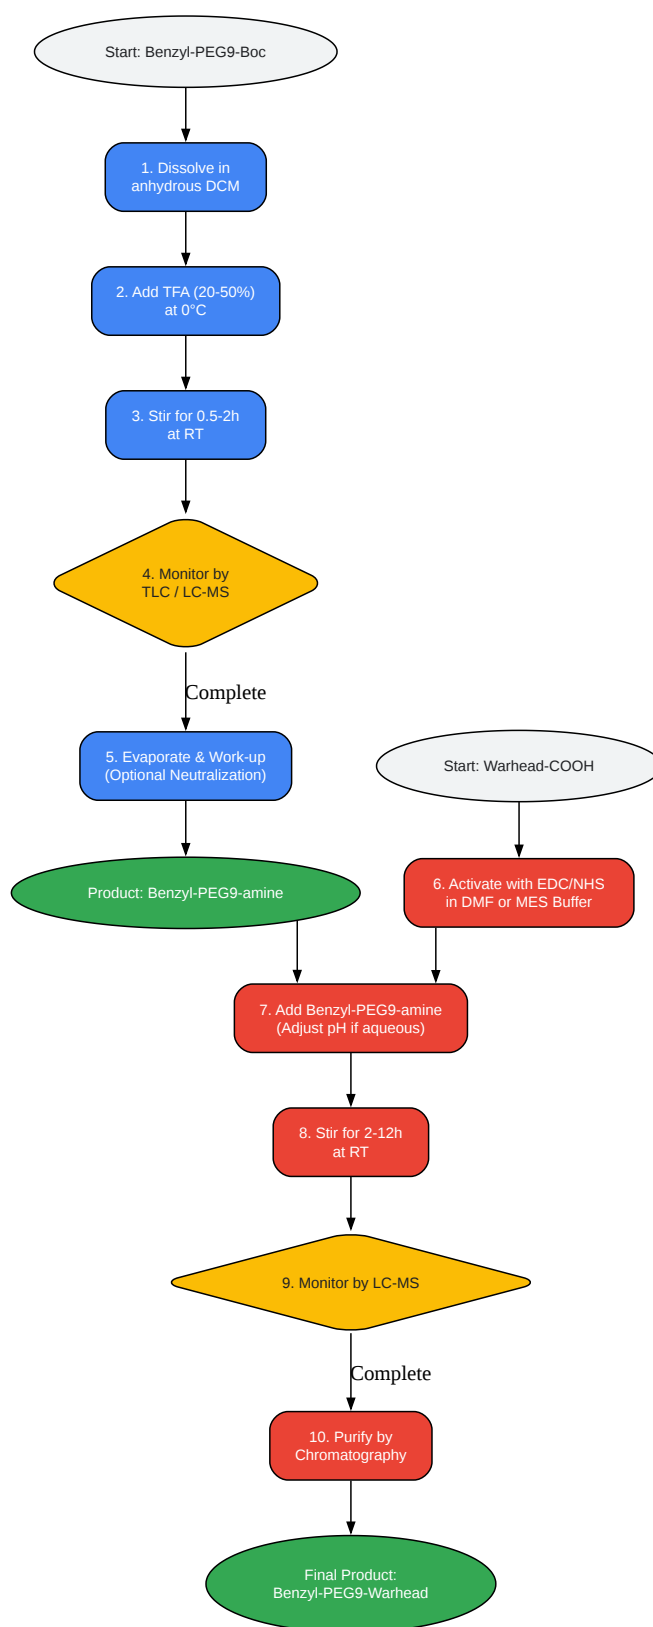 Start: Benzyl-PEG9-Boc
1. Dissolve in
anhydrous DCM
2. Add TFA (20-50%)
at 0°C
3. Stir for 0.5-2h
at RT
4. Monitor by
TLC / LC-MS
Complete
5. Evaporate & Work-up
(Optional Neutralization)
Start: Warhead-COOH
Product: Benzyl-PEG9-amine
6. Activate with EDC/NHS
in DMF or MES Buffer
7. Add Benzyl-PEG9-amine
(Adjust pH if aqueous)
8. Stir for 2-12h
at RT
9. Monitor by LC-MS
Complete
10. Purify by
Chromatography
Final Product:
Benzyl-PEG9-Warhead